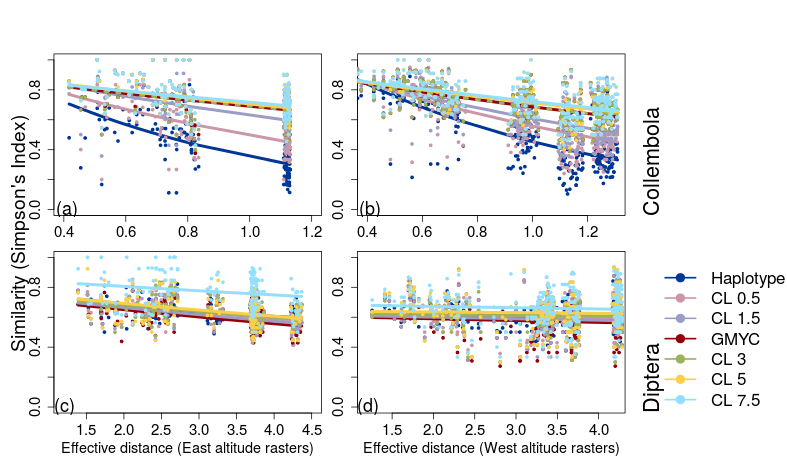 Similarity (Simpson's Index)
0.0 0.4 0.8
(a)
0.4 0.6 0.8 1.0 1.2
0.0 0.4 0.8
(b)
0.4 0.6 0.8 1.0 1.2
Collembola
0.0 0.4 0.8
(c)
1.5 2.0 2.5 3.0 3.5 4.0 4.5
Effective distance (East altitude rasters)
0.0 0.4 0.8
(d)
1.5 2.0 2.5 3.0 3.5 4.0
Effective distance (West altitude rasters)
Diptera
Haplotype
CL 0.5
CL 1.5
GMYC
CL 3
CL 5
CL 7.5